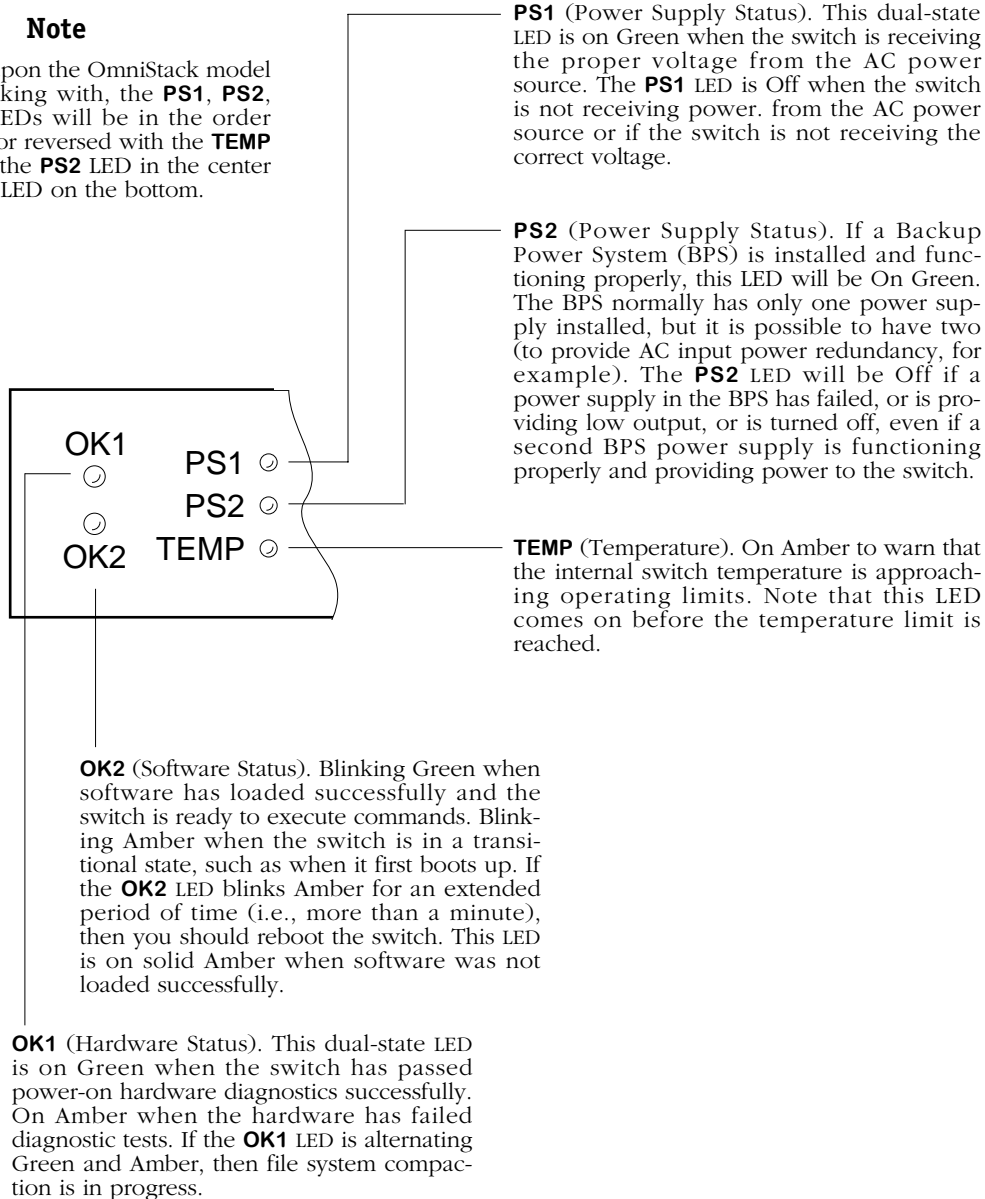 Note
pon the OmniStack model
king with, the PS1, PS2,
EDs will be in the order
or reversed with the TEMP
the PS2 LED in the center
LED on the bottom.
PS1 (Power Supply Status). This dual-state
LED is on Green when the switch is receiving
the proper voltage from the AC power
source. The PS1 LED is Off when the switch
is not receiving power. from the AC power
source or if the switch is not receiving the
correct voltage.
PS2 (Power Supply Status). If a Backup
Power System (BPS) is installed and func-
tioning properly, this LED will be On Green.
The BPS normally has only one power sup-
ply installed, but it is possible to have two
(to provide AC input power redundancy, for
example). The PS2 LED will be Off if a
power supply in the BPS has failed, or is pro-
viding low output, or is turned off, even if a
second BPS power supply is functioning
properly and providing power to the switch.
OK1
PS1
PS2
OK2
TEMP
TEMP (Temperature). On Amber to warn that
the internal switch temperature is approach-
ing operating limits. Note that this LED
comes on before the temperature limit is
reached.
OK2 (Software Status). Blinking Green when
software has loaded successfully and the
switch is ready to execute commands. Blink-
ing Amber when the switch is in a transi-
tional state, such as when it first boots up. If
the OK2 LED blinks Amber for an extended
period of time (i.e., more than a minute),
then you should reboot the switch. This LED
is on solid Amber when software was not
loaded successfully.
OK1 (Hardware Status). This dual-state LED
is on Green when the switch has passed
power-on hardware diagnostics successfully.
On Amber when the hardware has failed
diagnostic tests. If the OK1 LED is alternating
Green and Amber, then file system compac-
tion is in progress.